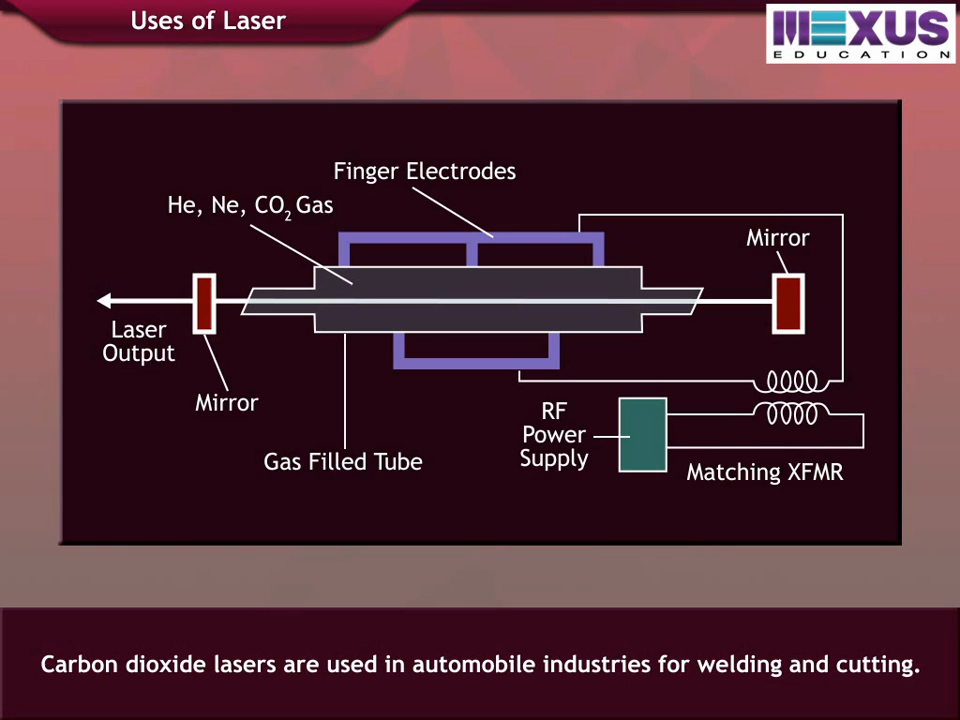 Uses of Laser
MEXUS
EDUCATION
Finger Electrodes
He, Ne, CO₂ Gas
Mirror
Laser
Output
Mirror
RF
Power
Supply
Gas Filled Tube
Matching XFMR
Carbon dioxide lasers are used in automobile industries for welding and cutting.